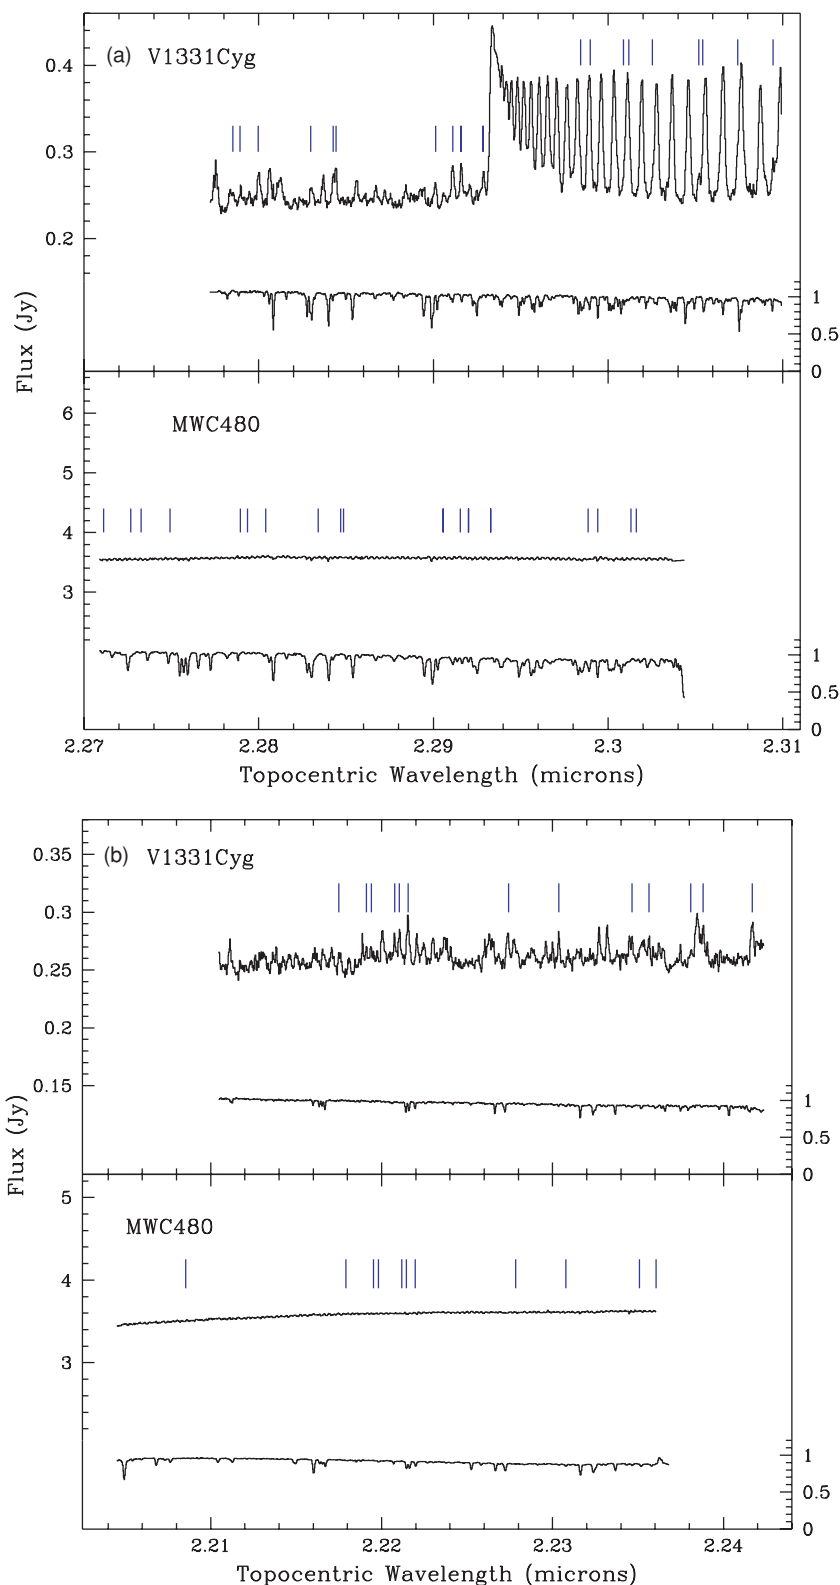 (a) V1331Cyg
0.4
0.3
0.2
1
0.5
0
Flux (Jy)
MWC480
6
5
4
3
1
0.5
0
2.27 2.28 2.29 2.3 2.31
Topocentric Wavelength (microns)
(b) V1331Cyg
0.35
0.3
0.25
0.2
0.15
1
0.5
0
Flux (Jy)
MWC480
5
4
3
1
0.5
0
2.21 2.22 2.23 2.24
Topocentric Wavelength (microns)